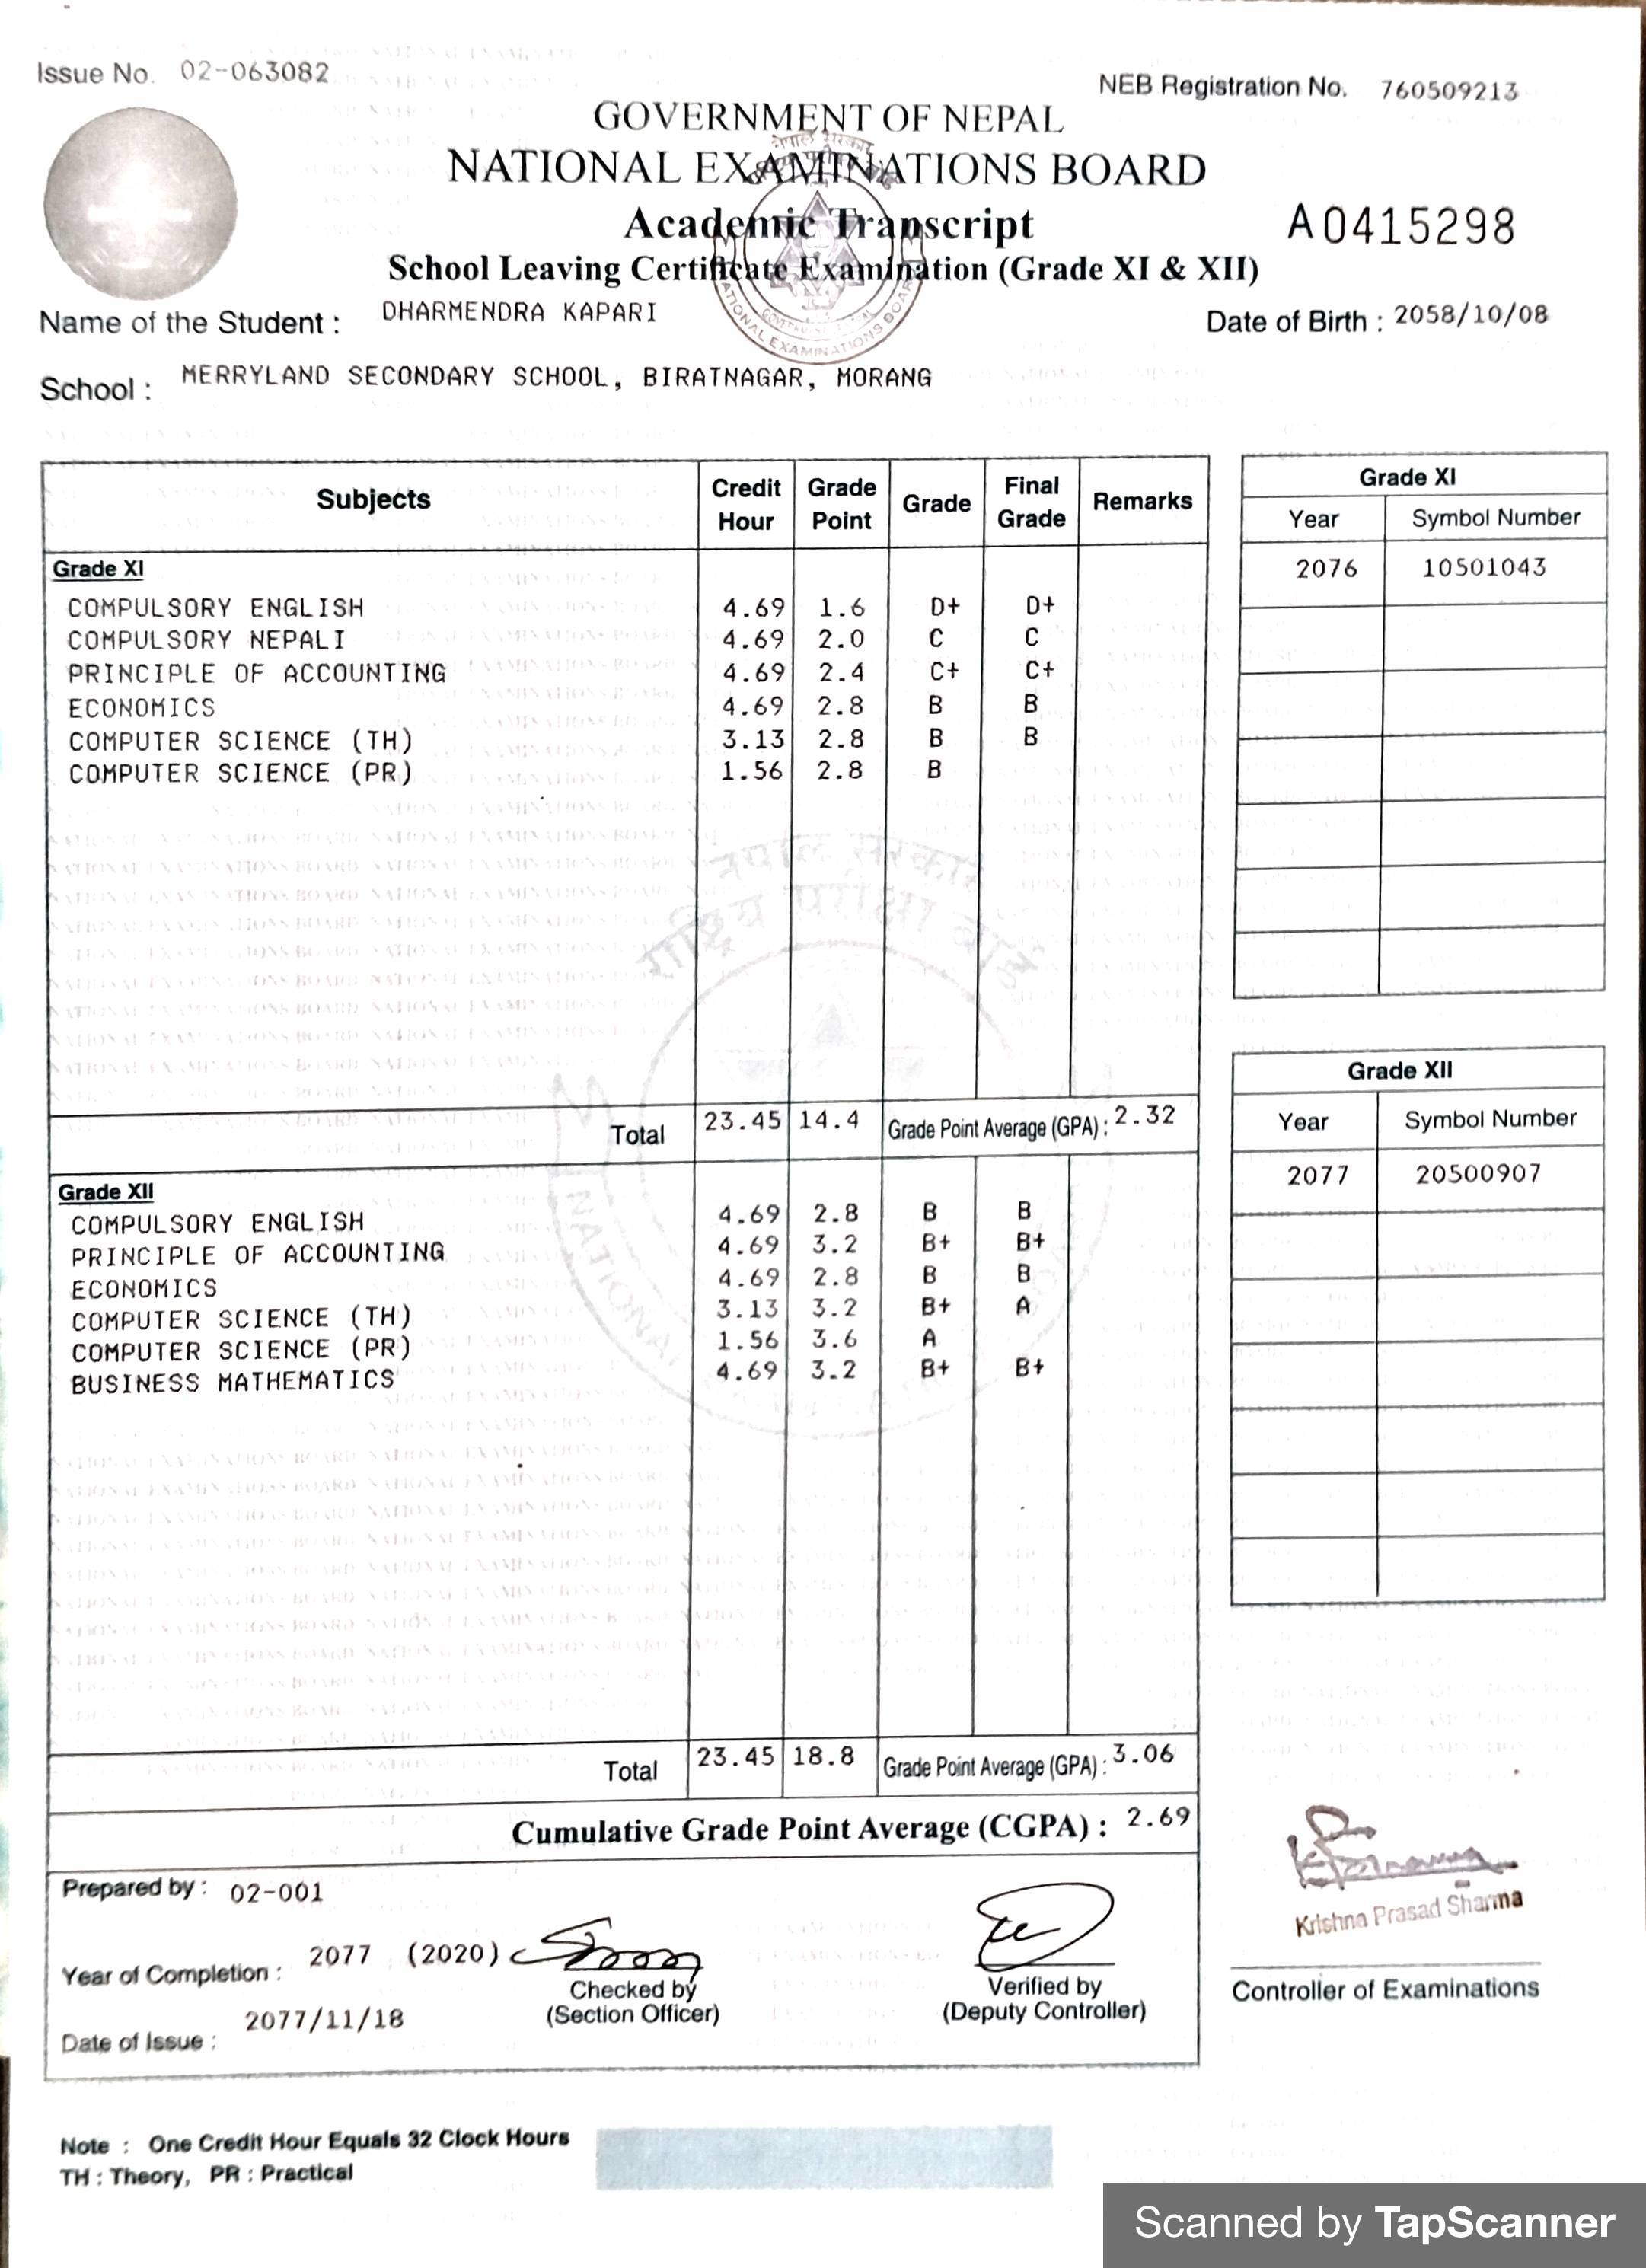 Issue No. 02-063082
NEB Registration No. 760509213
GOVERNMENT OF NEPAL
NATIONAL EXAMINATIONS BOARD
Academic Transcript
A0415298
School Leaving Certificate Examination (Grade XI & XII)
Name of the Student : DHARMENDRA KAPARI
Date of Birth : 2058/10/08
School : MERRYLAND SECONDARY SCHOOL, BIRATNAGAR, MORANG
Subjects Credit Hour Grade Point Grade Final Grade Remarks
Grade XI
COMPULSORY ENGLISH 4.69 1.6 D+ D+
COMPULSORY NEPALI 4.69 2.0 C C
PRINCIPLE OF ACCOUNTING 4.69 2.4 C+ C+
ECONOMICS 4.69 2.8 B B
COMPUTER SCIENCE (TH) 3.13 2.8 B B
COMPUTER SCIENCE (PR) 1.56 2.8 B
Total 23.45 14.4 Grade Point Average (GPA) : 2.32
Grade XII
COMPULSORY ENGLISH 4.69 2.8 B B
PRINCIPLE OF ACCOUNTING 4.69 3.2 B+ B+
ECONOMICS 4.69 2.8 B B
COMPUTER SCIENCE (TH) 3.13 3.2 B+ A
COMPUTER SCIENCE (PR) 1.56 3.6 A
BUSINESS MATHEMATICS 4.69 3.2 B+ B+
Total 23.45 18.8 Grade Point Average (GPA) : 3.06
Cumulative Grade Point Average (CGPA) : 2.69
Grade XI
Year Symbol Number
2076 10501043
Grade XII
Year Symbol Number
2077 20500907
Prepared by : 02-001
Year of Completion : 2077 (2020)
Date of Issue : 2077/11/18
Checked by
(Section Officer)
Verified by
(Deputy Controller)
Krishna Prasad Sharma
Controller of Examinations
Note : One Credit Hour Equals 32 Clock Hours
TH : Theory, PR : Practical
Scanned by TapScanner